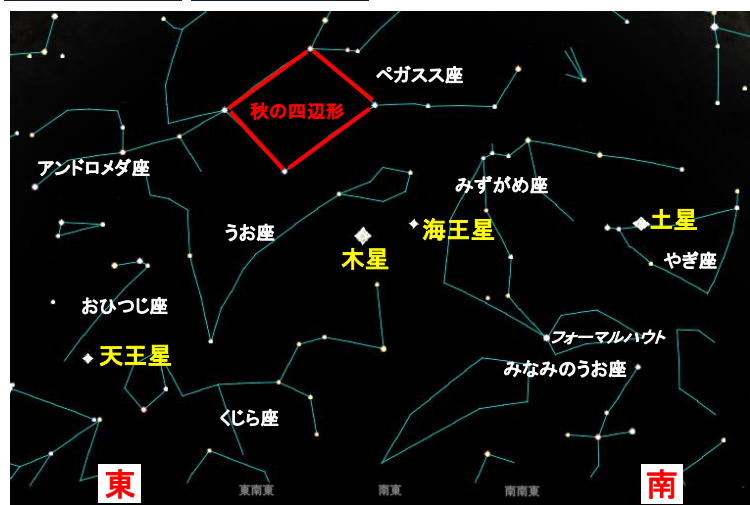 ペガスス座
秋の四辺形
アンドロメダ座
みずがめ座
うお座
海王星
土星
木星
やぎ座
おひつじ座
フォーマルハウト
天王星
みなみのうお座
くじら座
東
東南東
南東
南南東
南